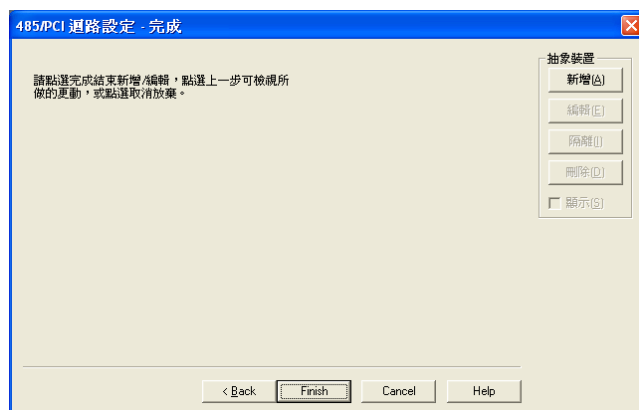 485/PCI 迴路設定 - 完成
請點選完成結束新增/編輯，點選上一步可檢視所
做的更動，或點選取消放棄。
抽象裝置
新增(A)
編輯(E)
隔離(I)
刪除(D)
顯示(S)
< Back
Finish
Cancel
Help